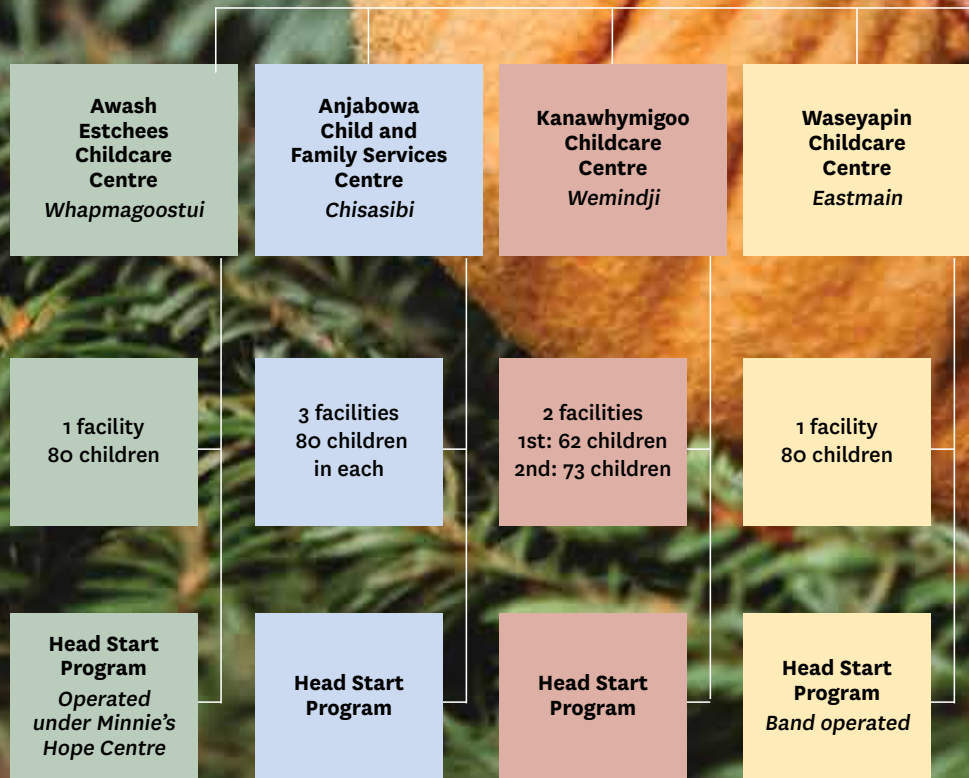 Awash
Estchees
Childcare
Centre
Whapmagoostui
Anjabowa
Child and
Family Services
Centre
Chisasibi
Kanawhymigoo
Childcare
Centre
Wemindji
Waseyapin
Childcare
Centre
Eastmain
1 facility
80 children
3 facilities
80 children
in each
2 facilities
1st: 62 children
2nd: 73 children
1 facility
80 children
Head Start
Program
Operated
under Minnie's
Hope Centre
Head Start
Program
Head Start
Program
Head Start
Program
Band operated